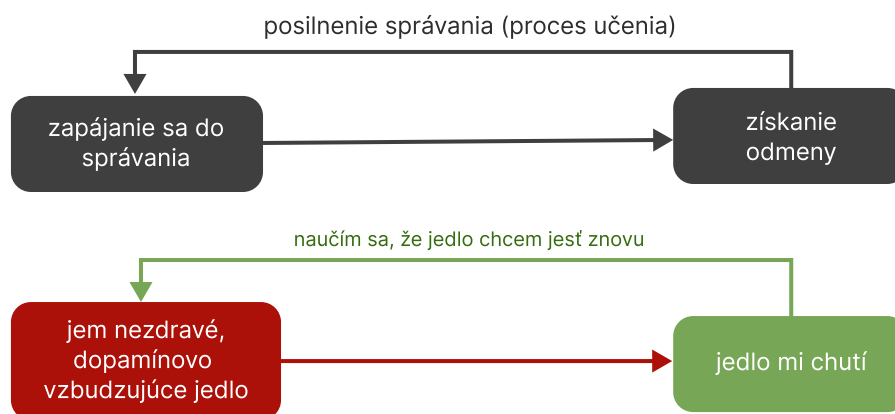 posilnenie správania (proces učenia)
zapájanie sa do
správania
získanie
odmeny
naučím sa, že jedlo chcem jesť znovu
jem nezdravé,
dopamínovo
vzbudzujúce jedlo
jedlo mi chutí